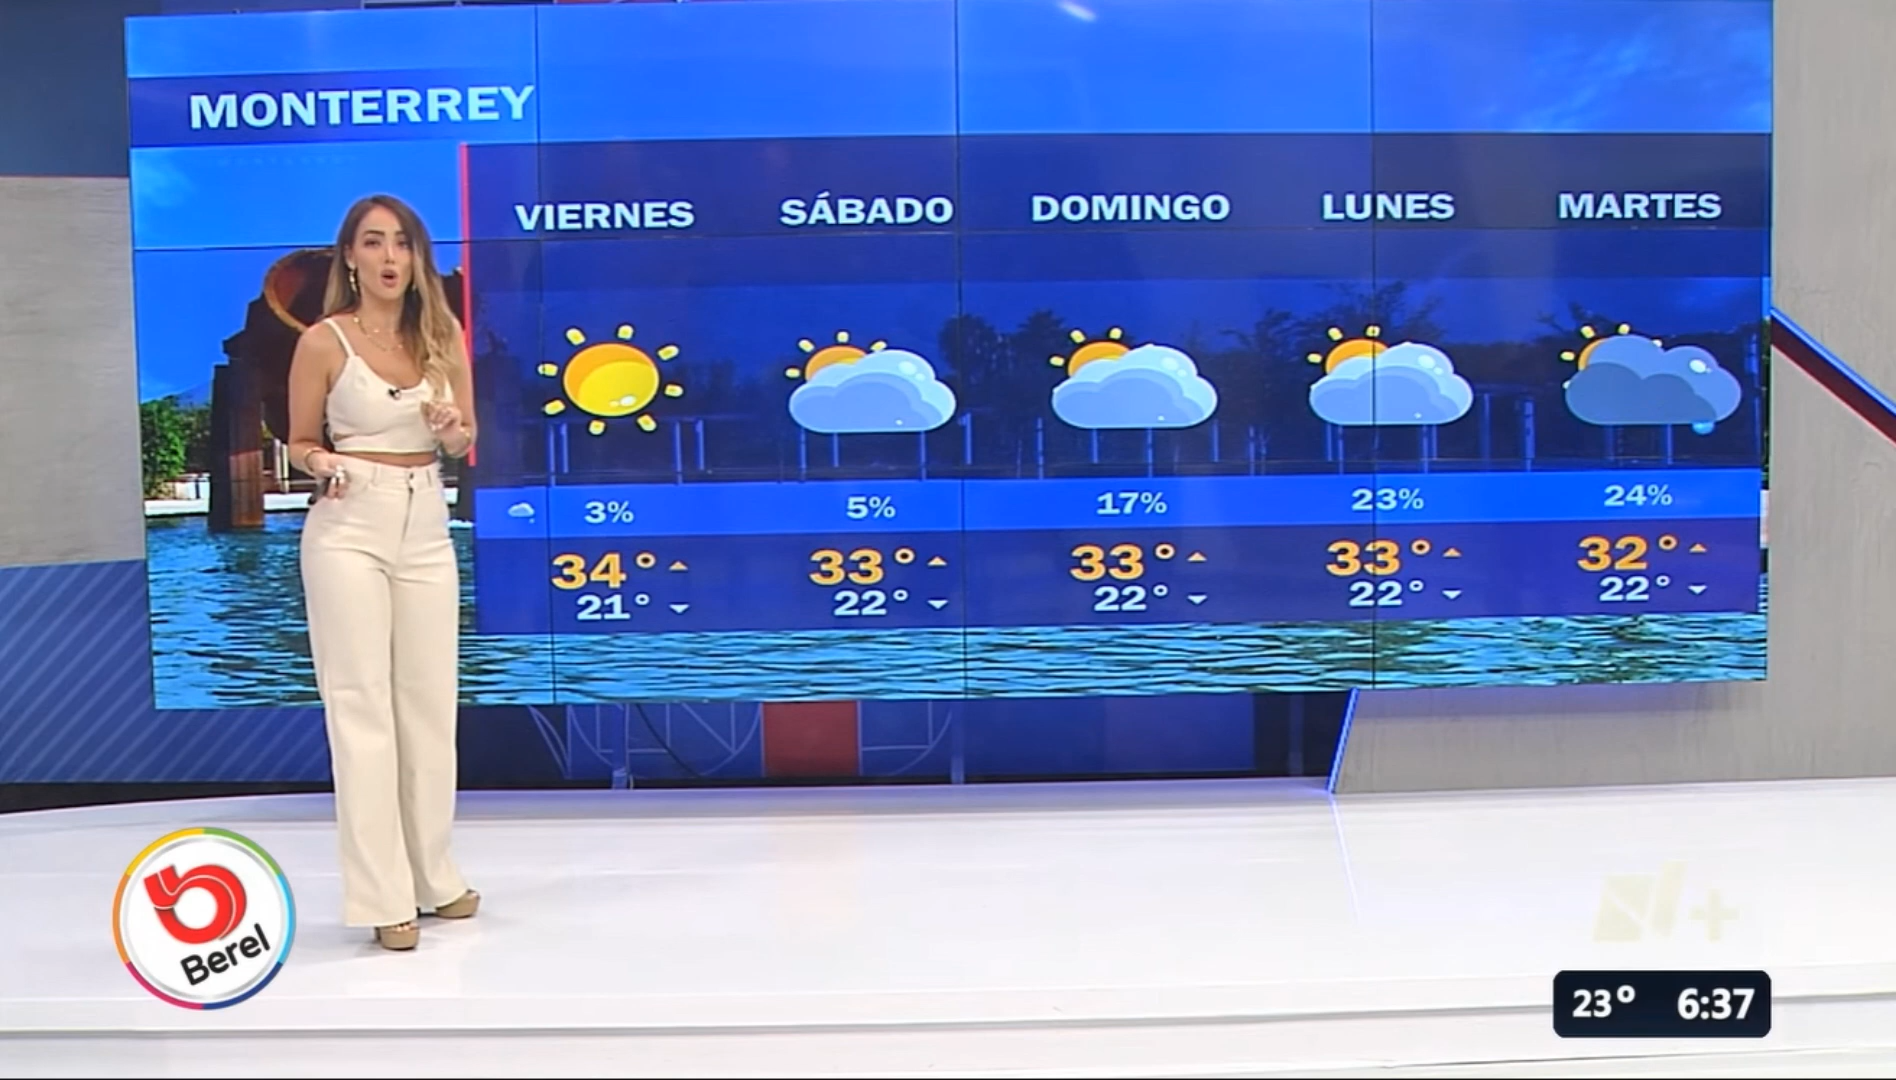 MONTERREY
VIERNES SÁBADO DOMINGO LUNES MARTES
3% 5% 17% 23% 24%
34° 33° 33° 33° 32°
21° 22° 22° 22° 22°
Berel
N+
23° 6:37